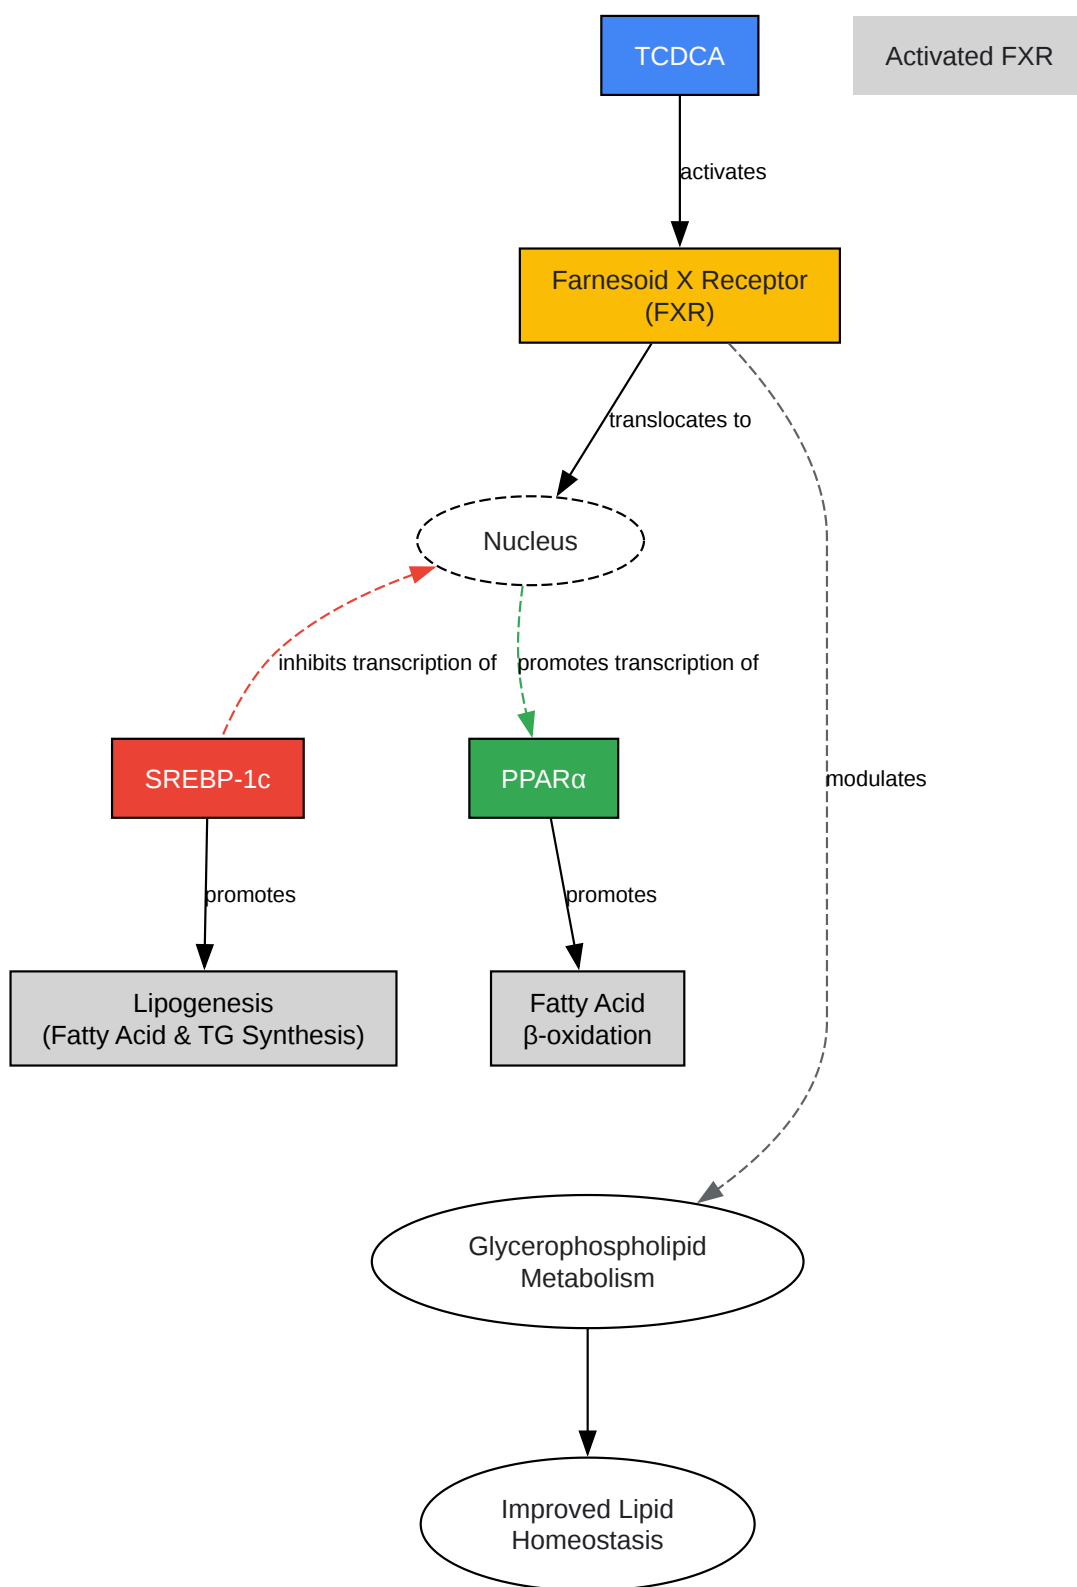 TCDCA
Activated FXR
activates
Farnesoid X Receptor
(FXR)
translocates to
Nucleus
inhibits transcription of
promotes transcription of
SREBP-1c
PPARα
modulates
promotes
promotes
Lipogenesis
(Fatty Acid & TG Synthesis)
Fatty Acid
β-oxidation
Glycerophospholipid
Metabolism
Improved Lipid
Homeostasis